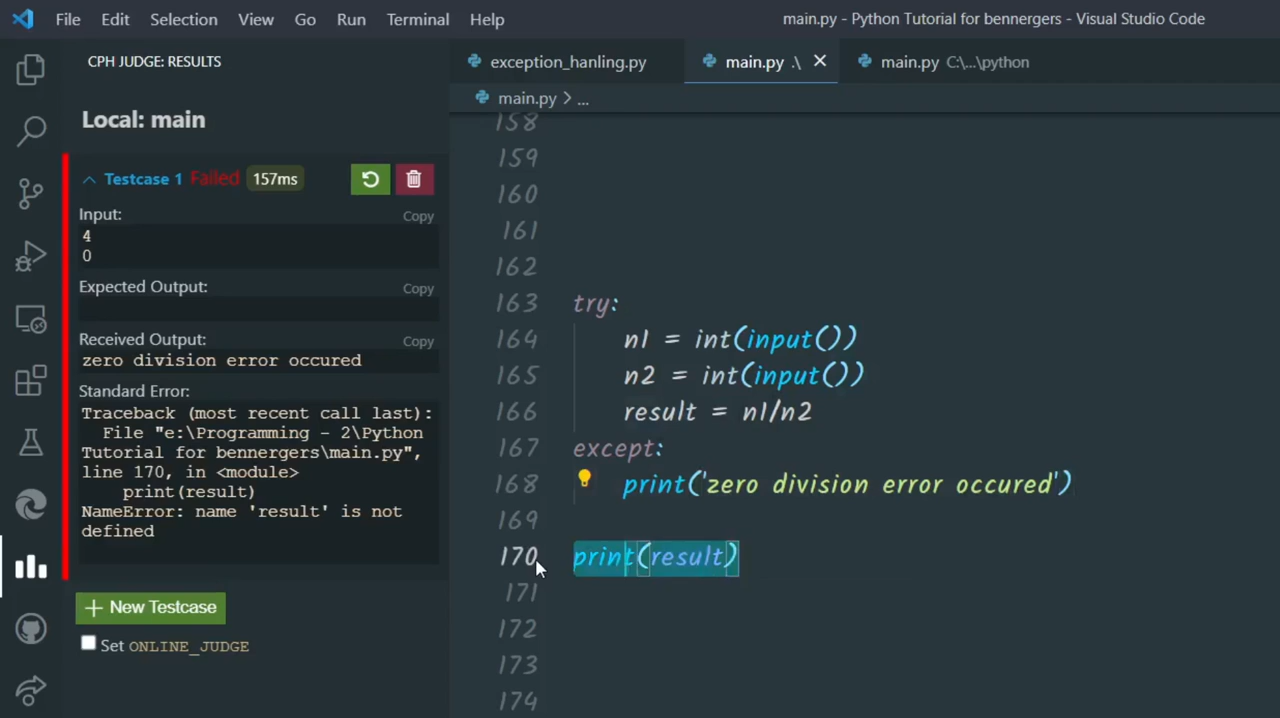 File Edit Selection View Go Run Terminal Help
main.py - Python Tutorial for bennergers - Visual Studio Code
CPH JUDGE: RESULTS
exception_hanling.py
main.py .\
main.py C:\...\python
main.py > ...
Local: main
Testcase 1 Failed 157ms
Input:
Copy
4
0
Expected Output:
Copy
Received Output:
Copy
zero division error occured
Standard Error:
Traceback (most recent call last):
File "e:\Programming - 2\Python
Tutorial for bennergers\main.py",
line 170, in <module>
print(result)
NameError: name 'result' is not
defined
+ New Testcase
Set ONLINE_JUDGE
158
159
160
161
162
163 try:
164 n1 = int(input())
165 n2 = int(input())
166 result = n1/n2
167 except:
168 print('zero division error occured')
169
170 print(result)
171
172
173
174